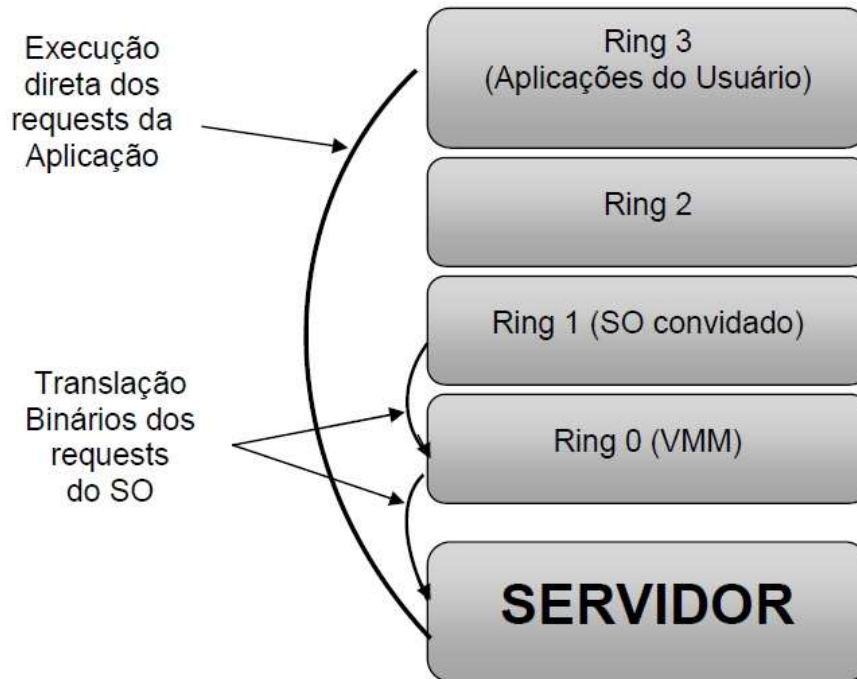 Execução
direta dos
requests da
Aplicação
Ring 3
(Aplicações do Usuário)
Ring 2
Ring 1 (SO convidado)
Translação
Binários dos
requests
do SO
Ring 0 (VMM)
SERVIDOR